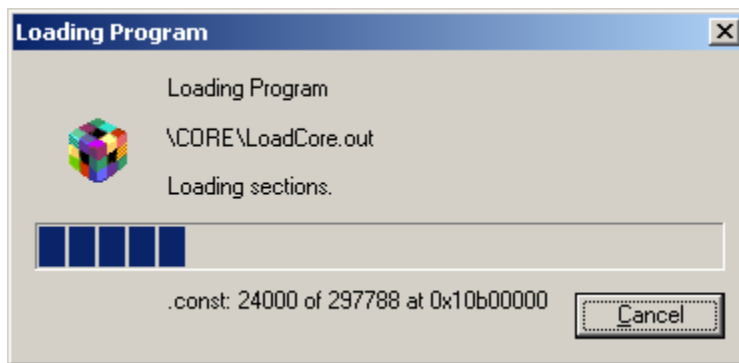 Loading Program
Loading Program
\CORE\LoadCore.out
Loading sections.
.const: 24000 of 297788 at 0x10b00000
Cancel